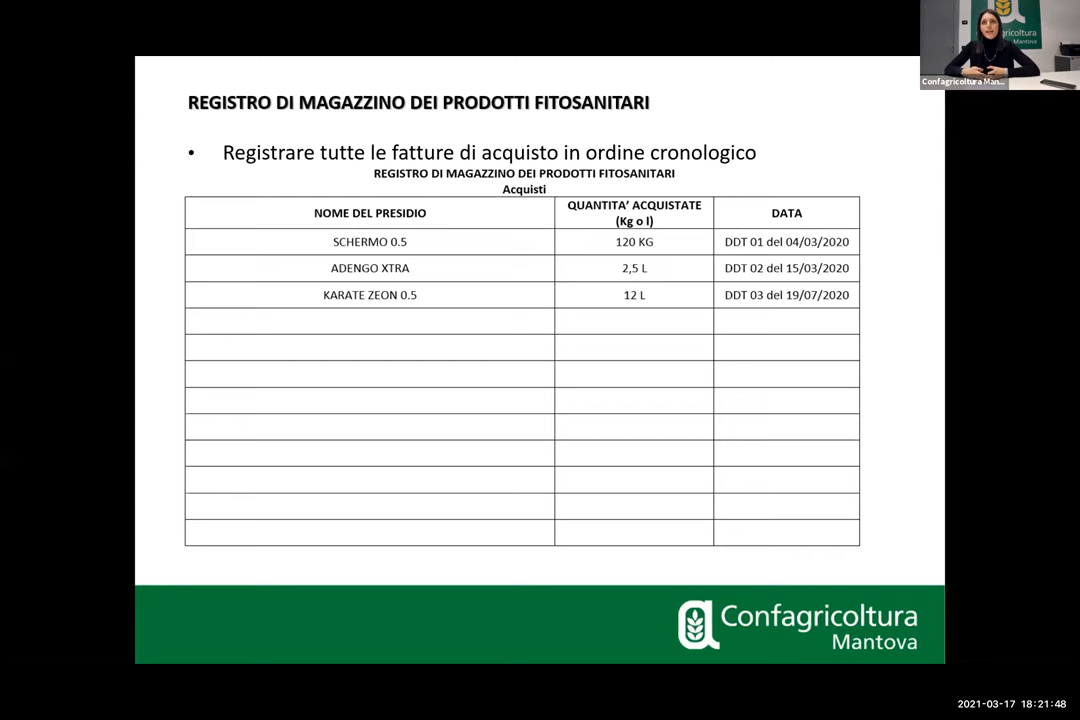 Confagricoltura Man...
REGISTRO DI MAGAZZINO DEI PRODOTTI FITOSANITARI
• Registrare tutte le fatture di acquisto in ordine cronologico
REGISTRO DI MAGAZZINO DEI PRODOTTI FITOSANITARI
Acquisti
NOME DEL PRESIDIO QUANTITA' ACQUISTATE (Kg o l) DATA
SCHERMO 0.5 120 KG DDT 01 del 04/03/2020
ADENGO XTRA 2,5 L DDT 02 del 15/03/2020
KARATE ZEON 0.5 12 L DDT 03 del 19/07/2020
Confagricoltura
Mantova
2021-03-17 18:21:48